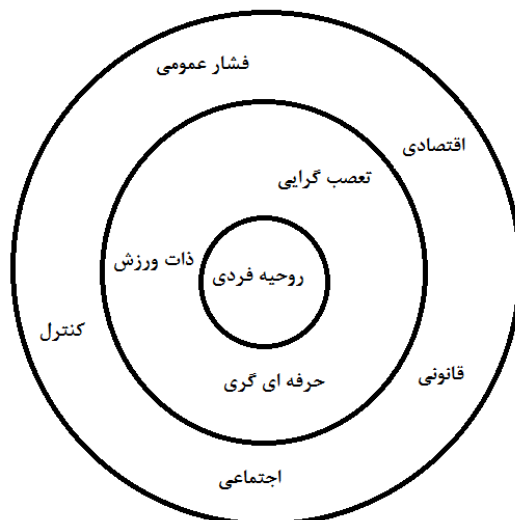 فشار عمومی
اقتصادی
تعصب گرایی
ذات ورزش
روحیه فردی
کنترل
قانونی
حرفه ای گری
اجتماعی